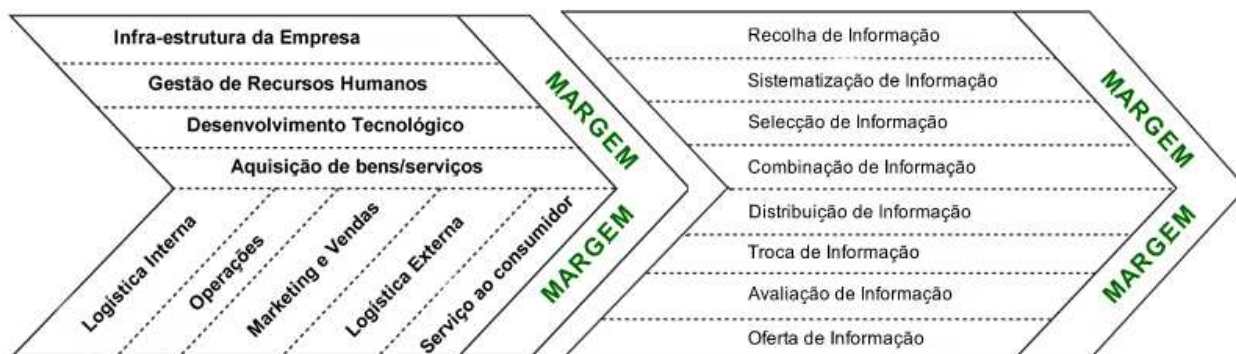 Infra-estrutura da Empresa
Gestão de Recursos Humanos
Desenvolvimento Tecnológico
Aquisição de bens/serviços
Logística Interna
Operações
Marketing e Vendas
Logística Externa
Serviço ao consumidor
MARGEM
MARGEM
Recolha de Informação
Sistematização de Informação
Selecção de Informação
Combinação de Informação
Distribuição de Informação
Troca de Informação
Avaliação de Informação
Oferta de Informação
MARGEM
MARGEM